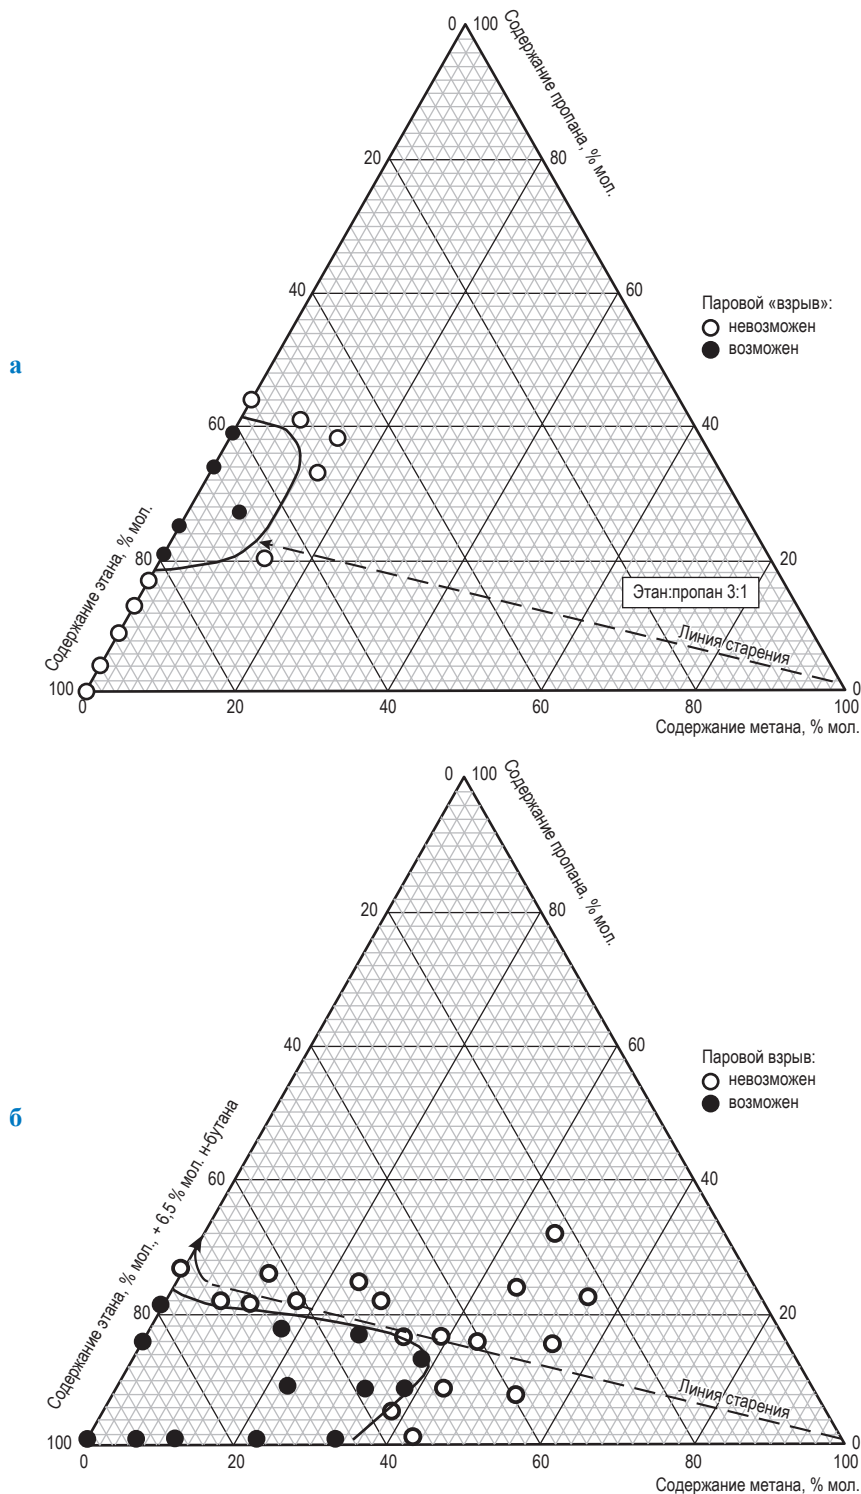 0 100
Содержание пропана, % мол.
20 80
40 60
Паровой «взрыв»:
невозможен
возможен
а
60 40
Содержание этана, % мол.
80 20
Этан:пропан 3:1
Линия старения
100 0
0 20 40 60 80 100
Содержание метана, % мол.
0 100
Содержание пропана, % мол.
20 80
40 60
Паровой взрыв:
невозможен
возможен
б
60 40
Содержание этана, % мол., + 6,5 % мол. н-бутана
80 20
Линия старения
100 0
0 20 40 60 80 100
Содержание метана, % мол.